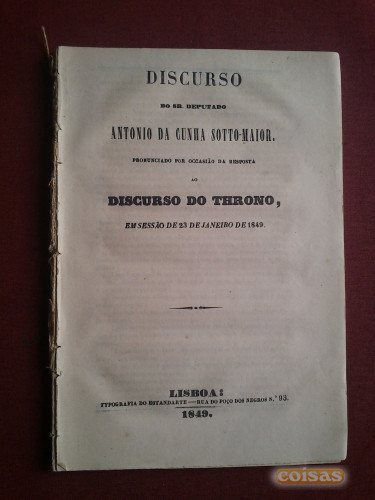 DISCURSO
DO SR. DEPUTADO
ANTONIO DA CUNHA SOTTO-MAIOR,
PRONUNCIADO POR OCCASIÃO DA RESPOSTA
AO
DISCURSO DO THRONO,
EM SESSÃO DE 23 DE JANEIRO DE 1849.
LISBOA:
TYPOGRAFIA DO ESTANDARTE — RUA DO POÇO DOS NEGROS N.º 93.
1849.
coisas